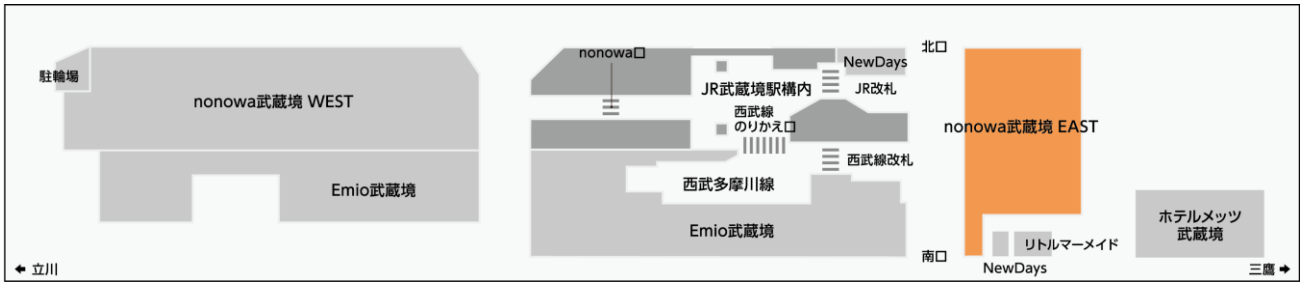 駐輪場
nonowa武蔵境 WEST
Emio武蔵境
nonowa口
JR武蔵境駅構内
NewDays
JR改札
西武線
のりかえ口
西武線改札
西武多摩川線
Emio武蔵境
北口
nonowa武蔵境 EAST
南口
NewDays
リトルマーメイド
ホテルメッツ
武蔵境
← 立川
三鷹 →